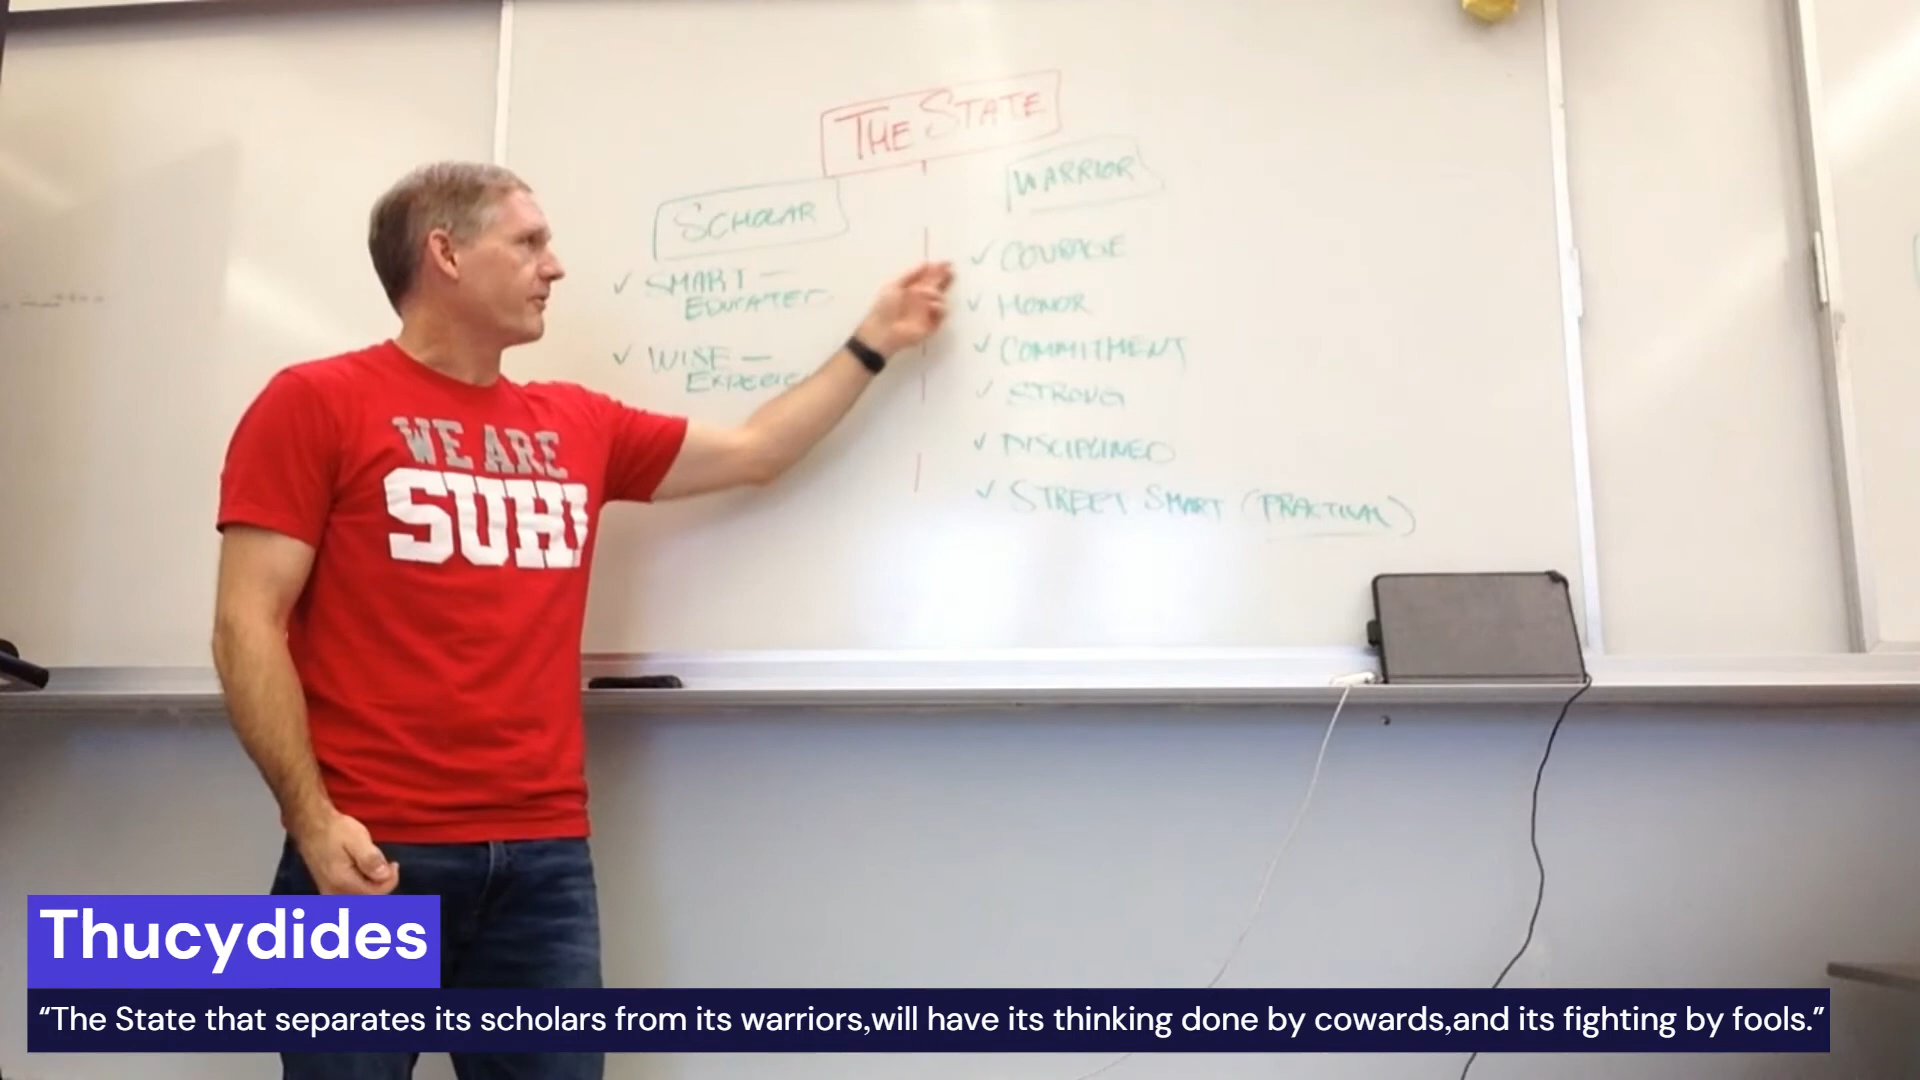 THE STATE
SCHOLAR
✓ SMART —
EDUCATED
✓ WISE —
WARRIOR
✓ COURAGE
✓ HONOR
✓ COMMITMENT
✓ STRONG
✓ DISCIPLINED
✓ STREET SMART (PRACTICAL)
WE ARE
SUHI
Thucydides
“The State that separates its scholars from its warriors,will have its thinking done by cowards,and its fighting by fools.”